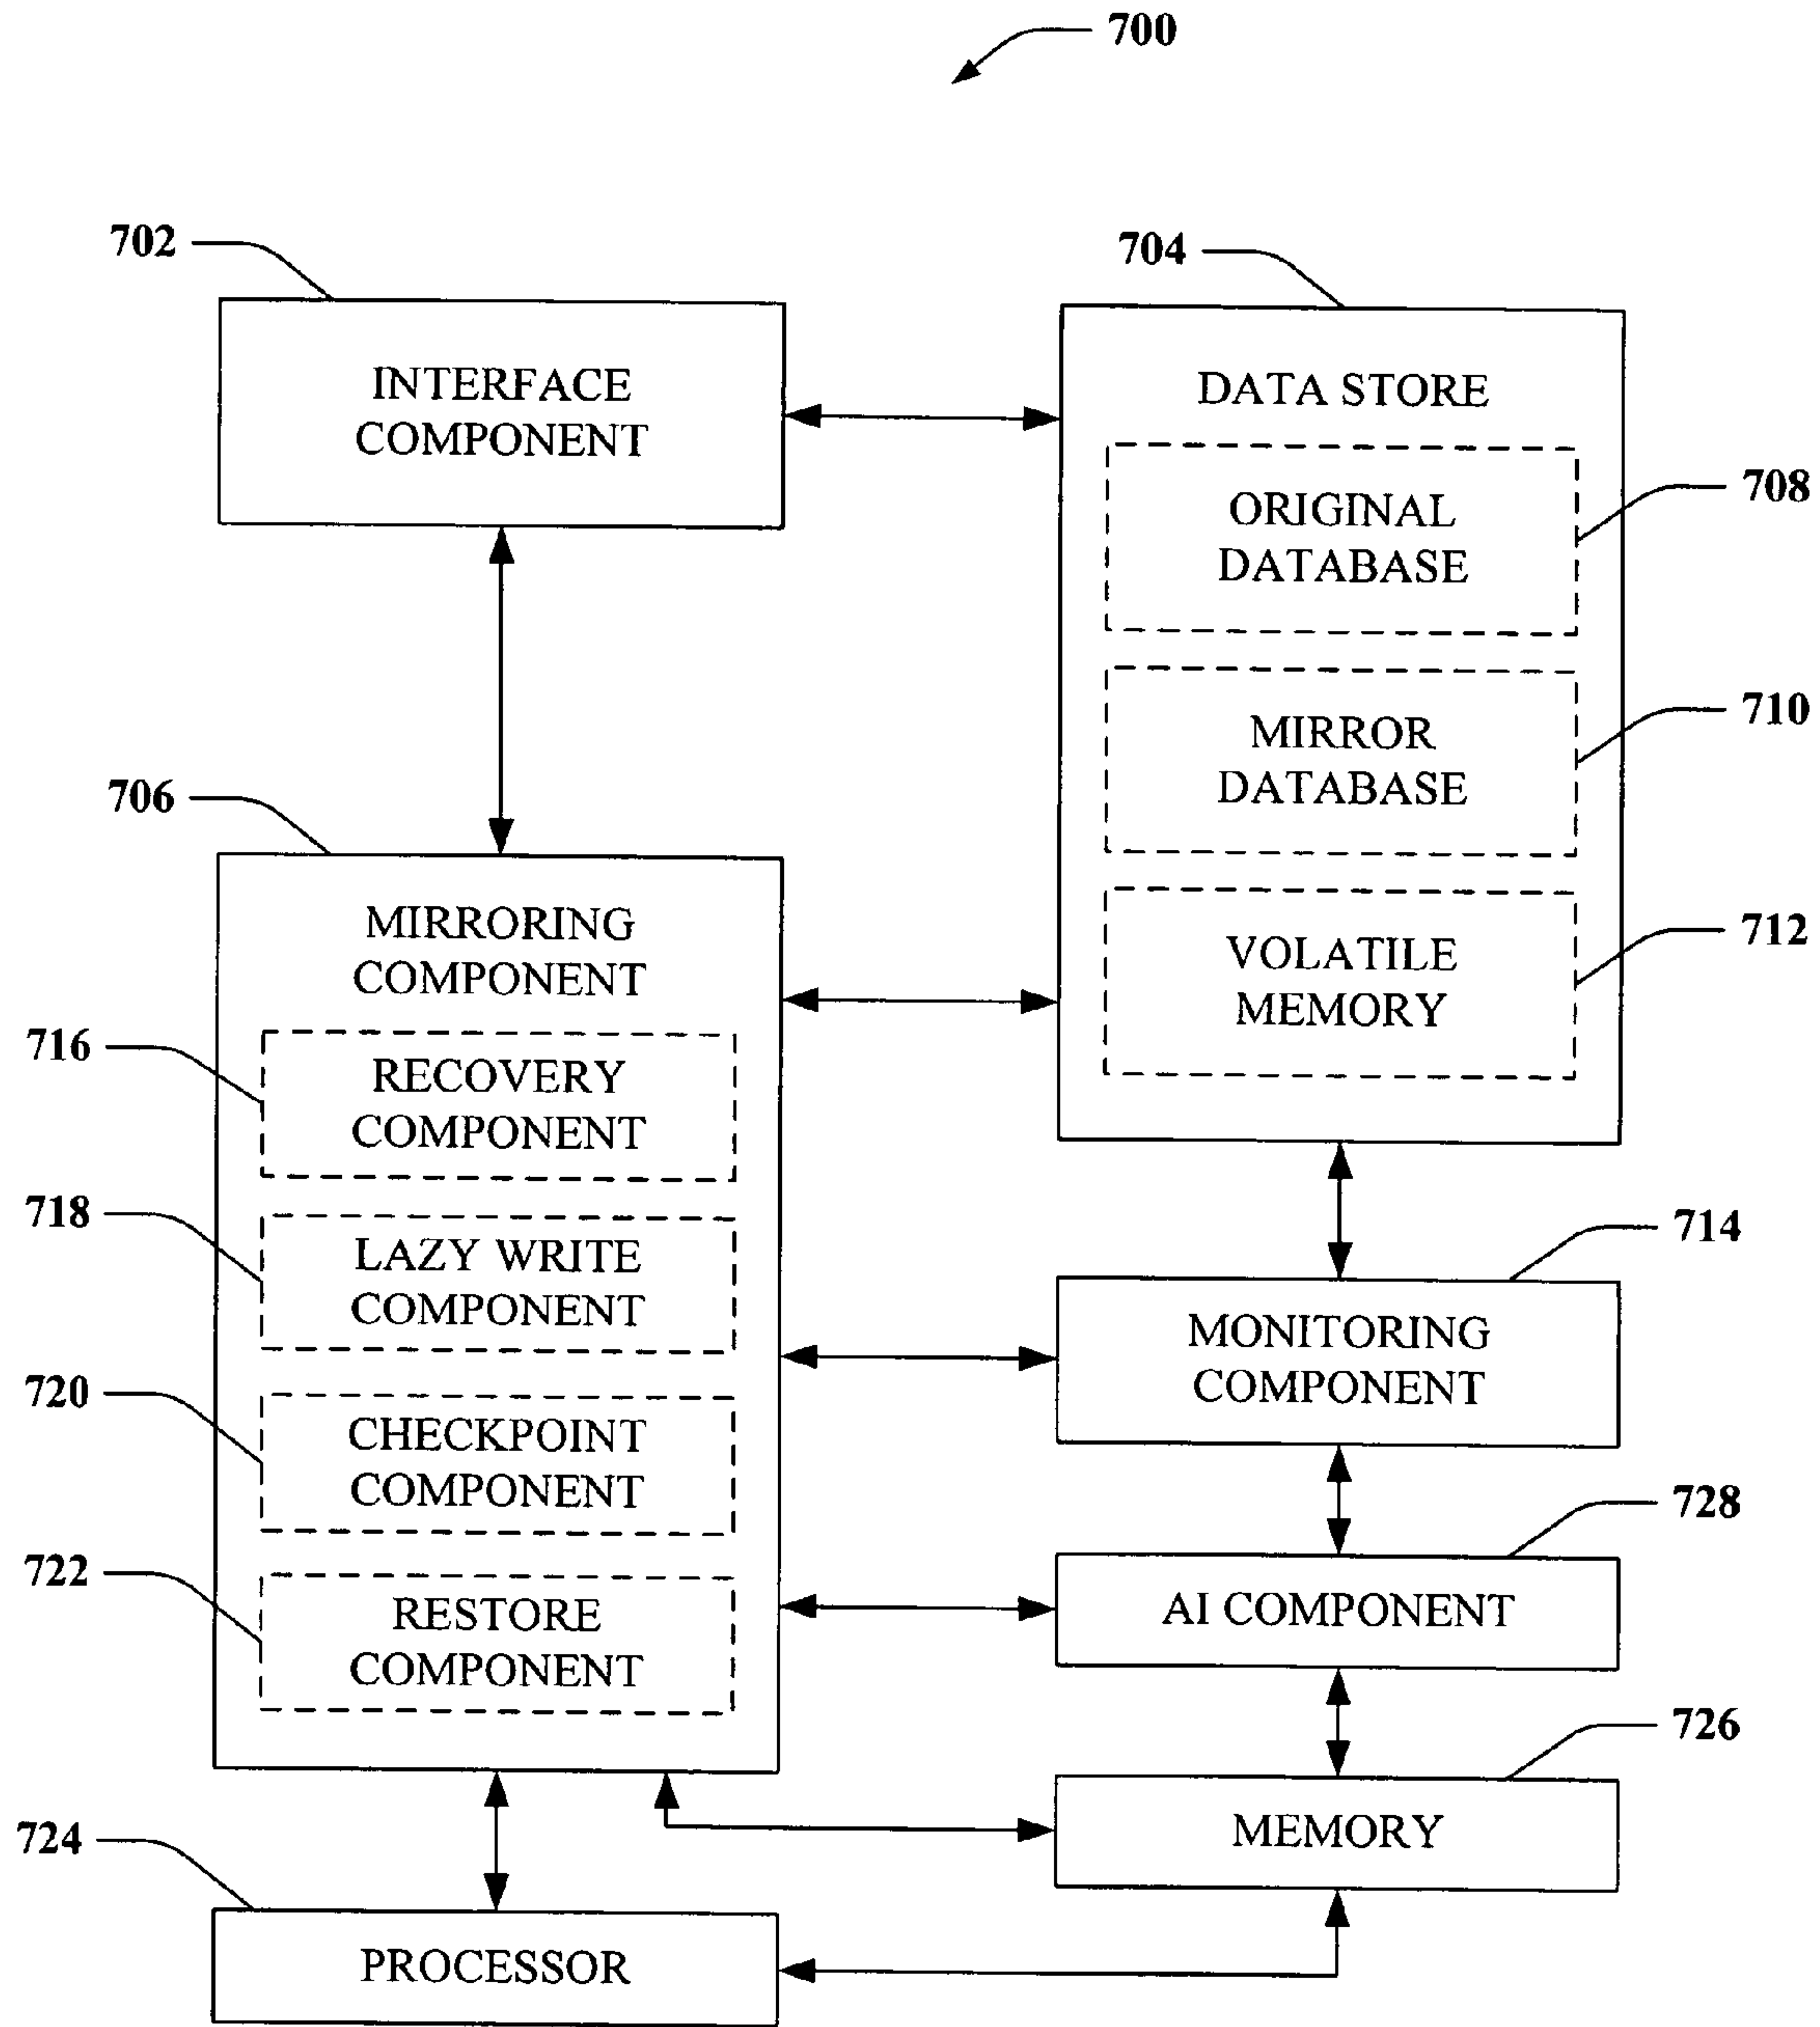 700
702
704
INTERFACE
COMPONENT
DATA STORE
ORIGINAL
DATABASE
708
MIRROR
DATABASE
710
VOLATILE
MEMORY
712
706
MIRRORING
COMPONENT
716
RECOVERY
COMPONENT
718
LAZY WRITE
COMPONENT
720
CHECKPOINT
COMPONENT
722
RESTORE
COMPONENT
714
MONITORING
COMPONENT
728
AI COMPONENT
726
MEMORY
724
PROCESSOR